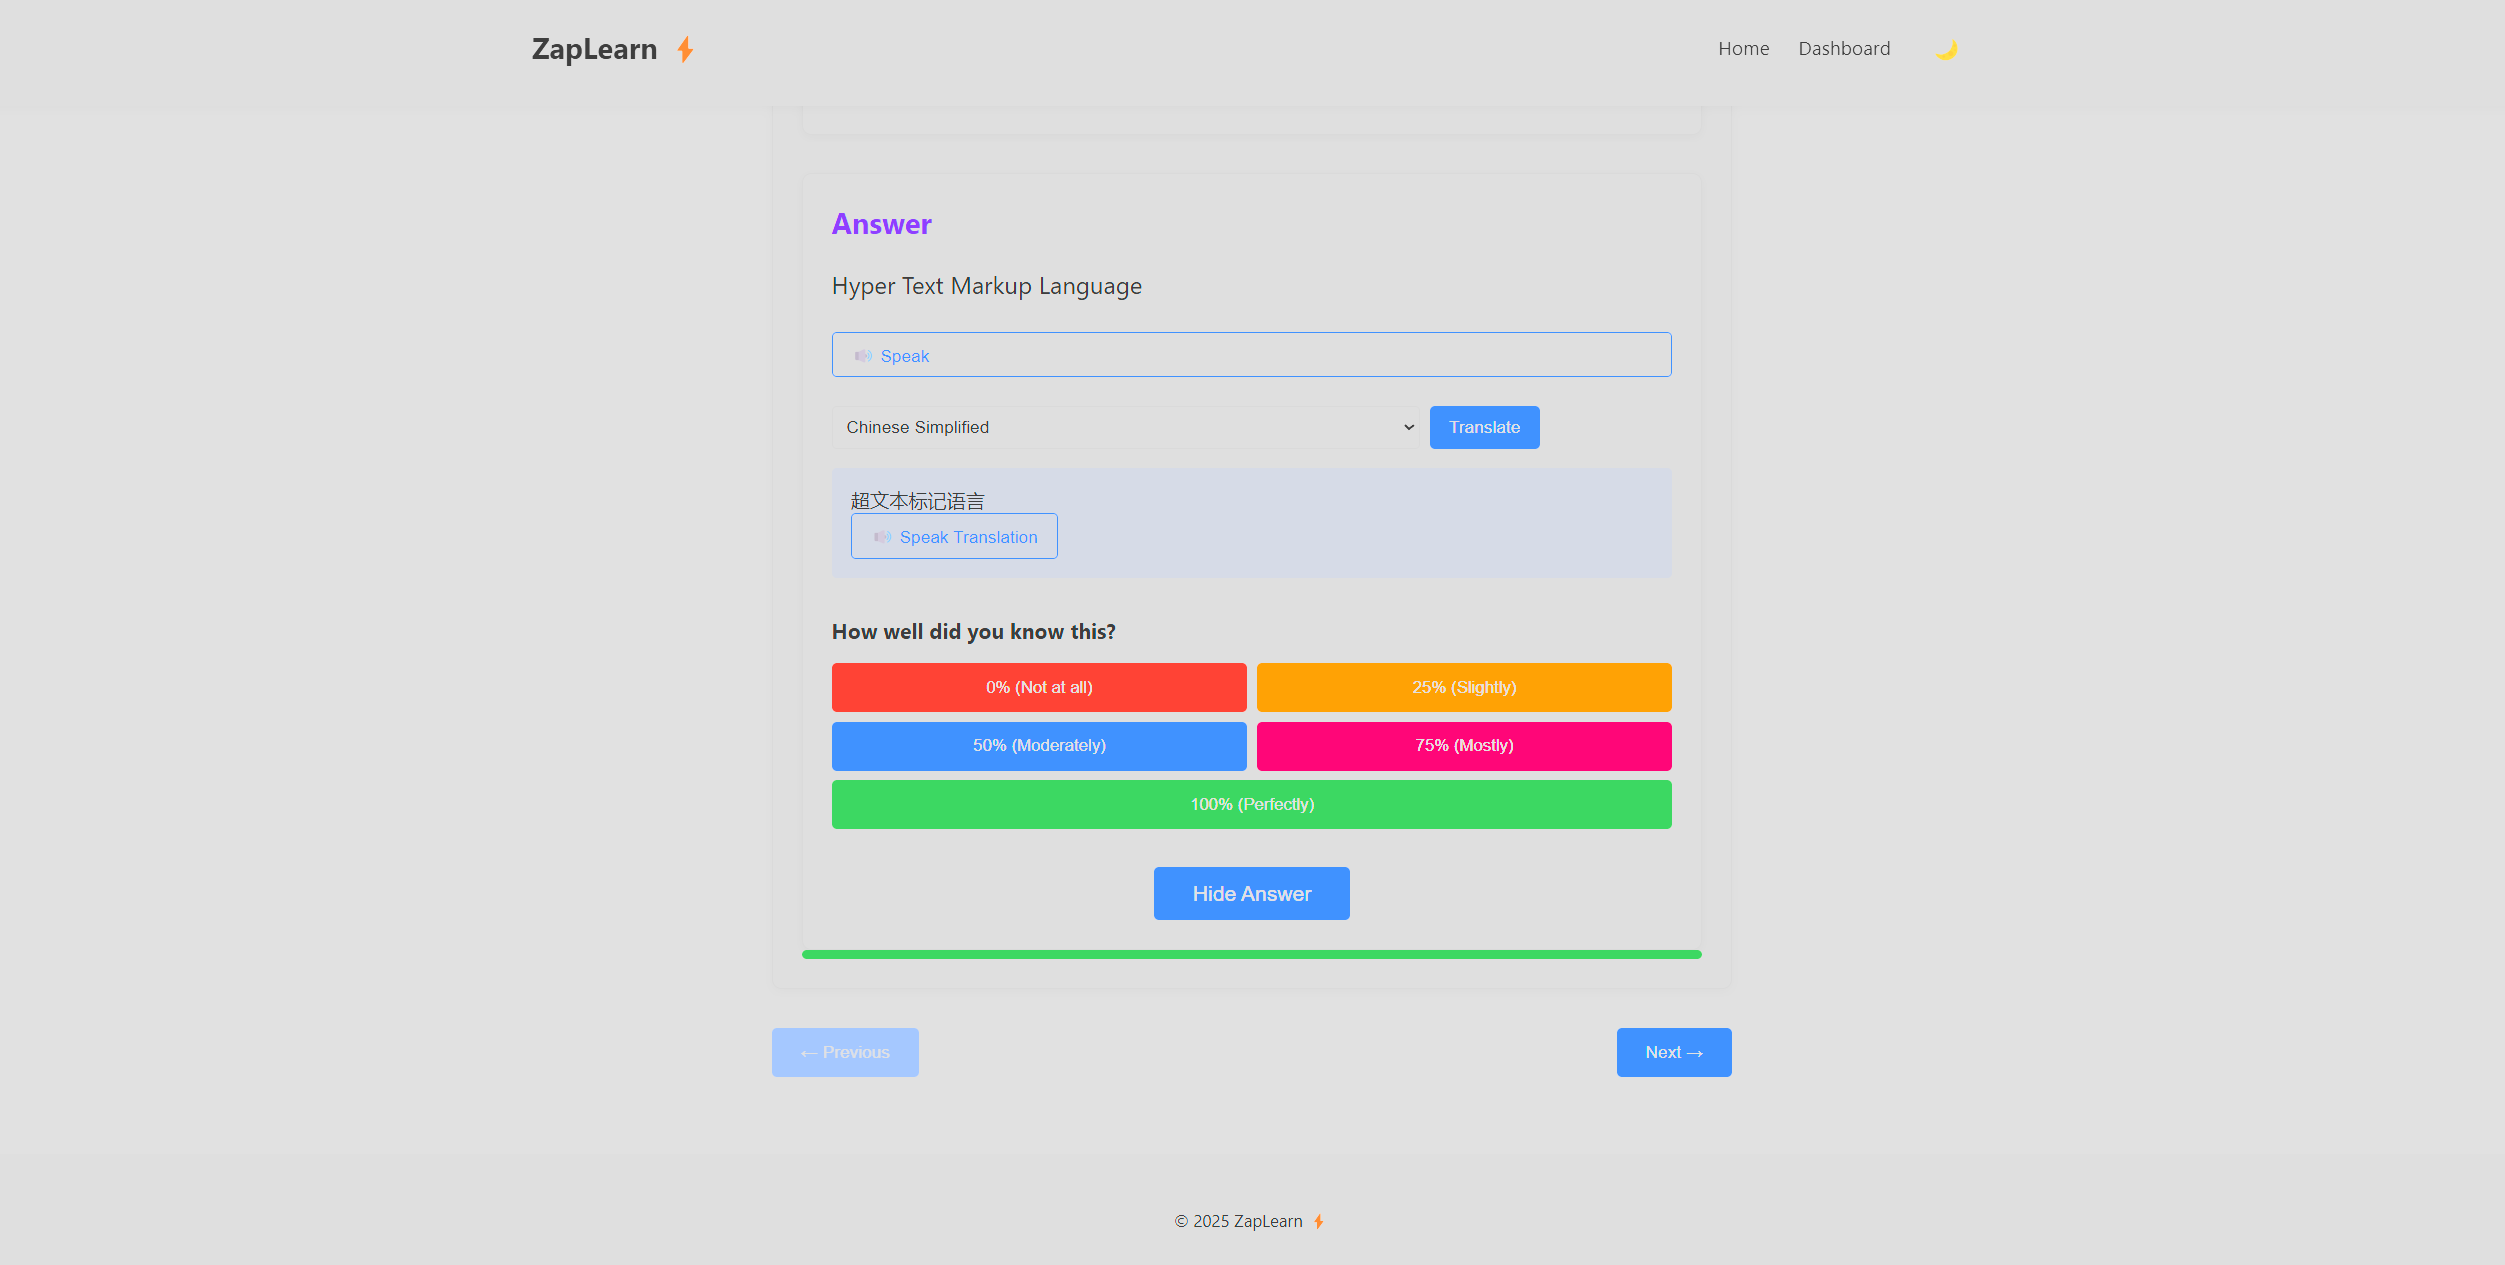 ZapLearn
Home Dashboard
Answer
Hyper Text Markup Language
Speak
Chinese Simplified
Translate
超文本标记语言
Speak Translation
How well did you know this?
0% (Not at all)
25% (Slightly)
50% (Moderately)
75% (Mostly)
100% (Perfectly)
Hide Answer
← Previous
Next →
© 2025 ZapLearn